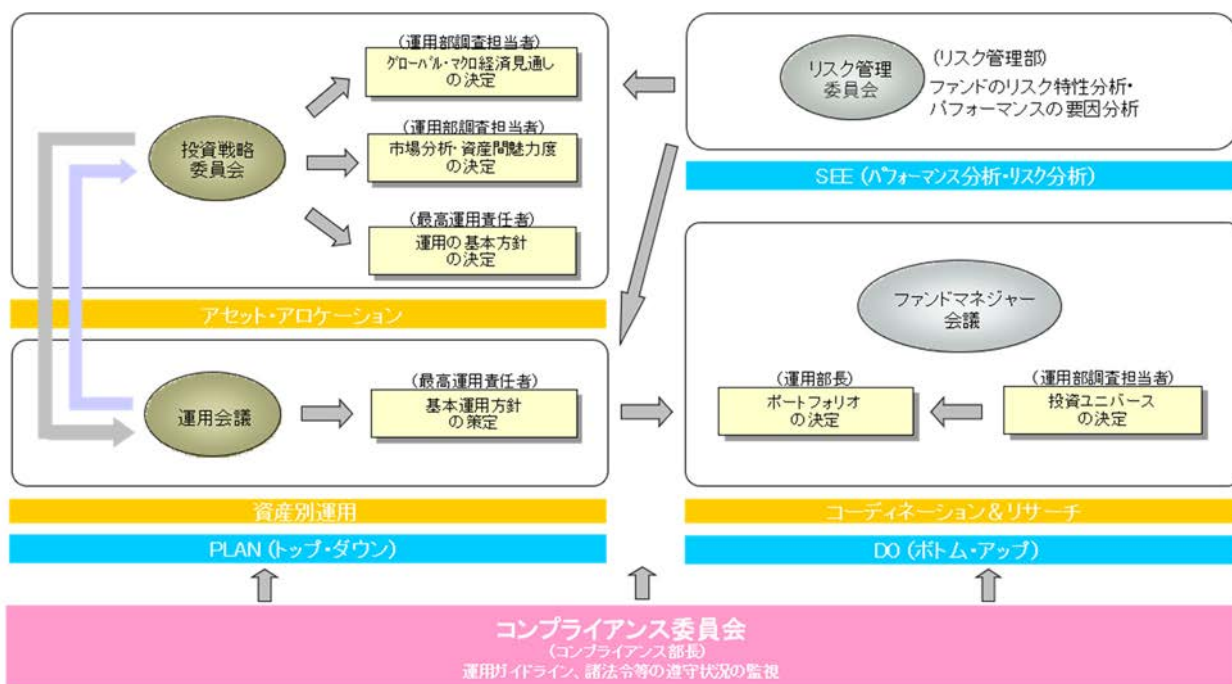 (運用部調査担当者)
グローバル・マクロ経済見通し
の決定
投資戦略
委員会
(運用部調査担当者)
市場分析・資産間魅力度
の決定
(最高運用責任者)
運用の基本方針
の決定
アセット・アロケーション
運用会議
(最高運用責任者)
基本運用方針
の策定
資産別運用
PLAN (トップ・ダウン)
リスク管理
委員会
(リスク管理部)
ファンドのリスク特性分析・
パフォーマンスの要因分析
SEE (パフォーマンス分析・リスク分析)
ファンドマネジャー
会議
(運用部長)
ポートフォリオ
の決定
(運用部調査担当者)
投資ユニバース
の決定
コーディネーション&リサーチ
DO (ボトム・アップ)
コンプライアンス委員会
(コンプライアンス部長)
運用ガイドライン、諸法令等の遵守状況の監視